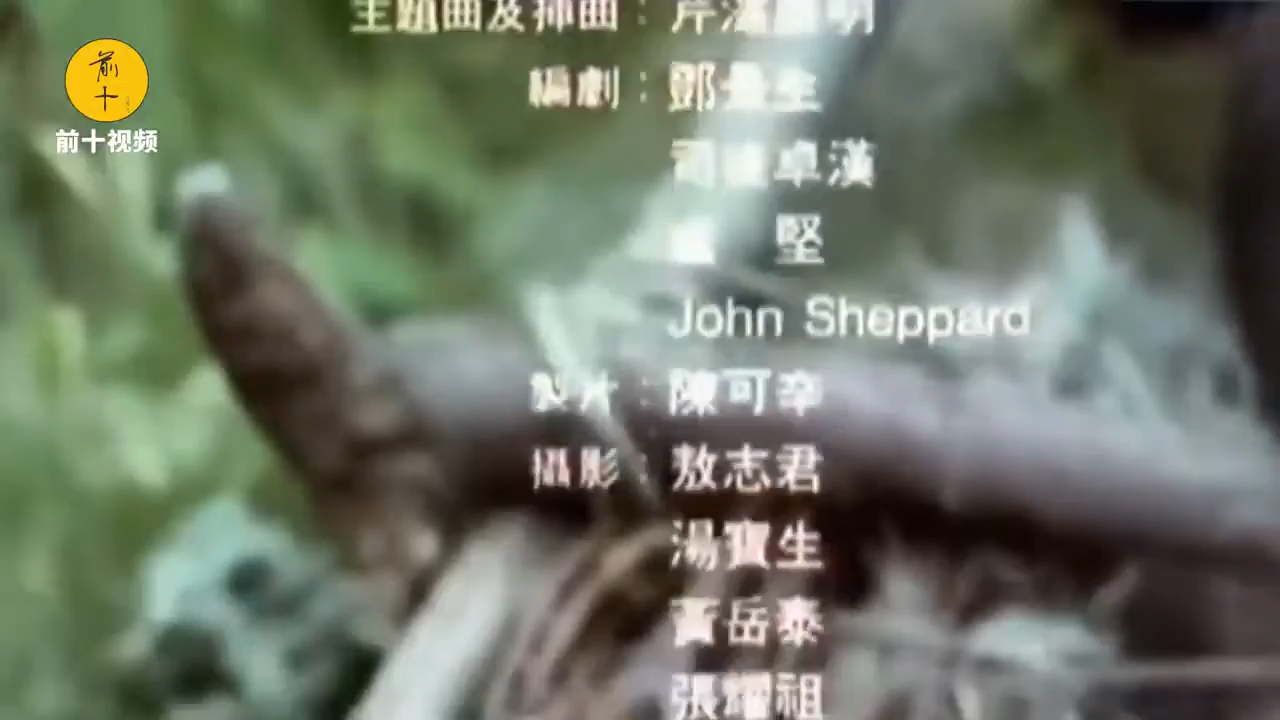 前十
前十视频
主題曲及插曲：
編劇：鄧景生
司徒卓漢
堅
John Sheppard
製片：陳可辛
攝影：敖志君
湯寶生
黃岳泰
張耀祖